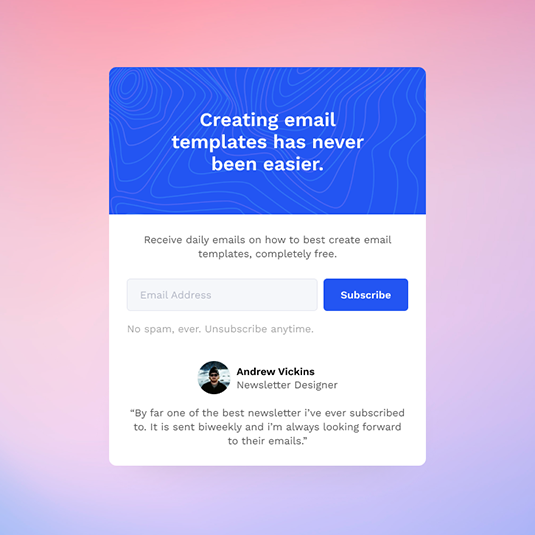 Creating email
templates has never
been easier.
Receive daily emails on how to best create email
templates, completely free.
Email Address
Subscribe
No spam, ever. Unsubscribe anytime.
Andrew Vickins
Newsletter Designer
“By far one of the best newsletter i’ve ever subscribed
to. It is sent biweekly and i’m always looking forward
to their emails.”